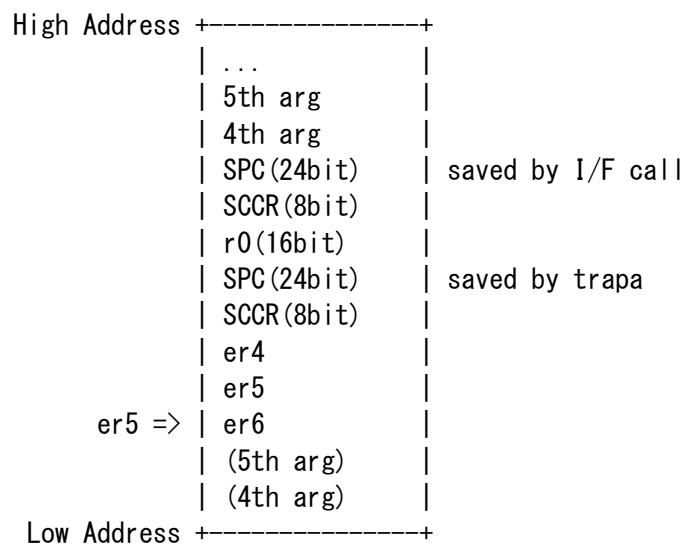 High Address +---------------+
             | ...           |
             | 5th arg       |
             | 4th arg       |
             | SPC(24bit)    | saved by I/F call
             | SCCR(8bit)    |
             | r0(16bit)     |
             | SPC(24bit)    | saved by trapa
             | SCCR(8bit)    |
             | er4           |
             | er5           |
      er5 => | er6           |
             | (5th arg)     |
             | (4th arg)     |
 Low Address +---------------+